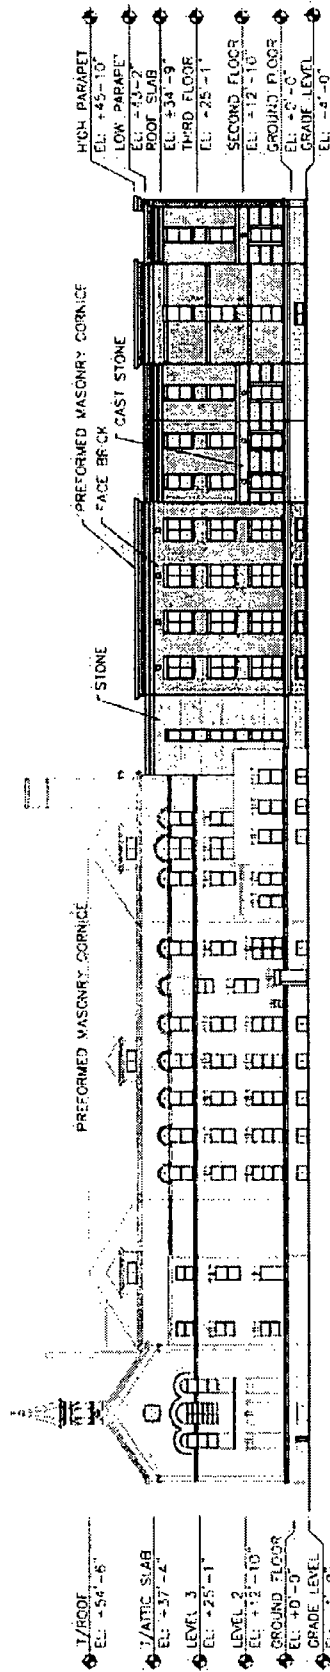 T/ROOF
EL: +54'-6"
T/ATTIC SLAB
EL: +37'-4"
LEVEL 3
EL: +25'-1"
LEVEL 2
EL: +12'-10"
GROUND FLOOR
EL: +0'-0"
GRADE LEVEL
PREFORMED MASONRY CORNICE
STONE
PREFORMED MASONRY CORNICE
FACE BRICK
CAST STONE
HIGH PARAPET
EL: +45'-10"
LOW PARAPET
EL: +43'-2"
ROOF SLAB
EL: +34'-9"
THIRD FLOOR
EL: +25'-1"
SECOND FLOOR
EL: +12'-10"
GROUND FLOOR
EL: +0'-0"
GRADE LEVEL
EL: -4'-0"